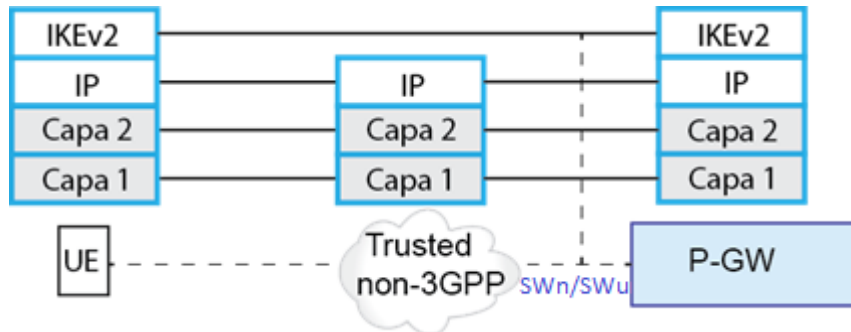 IKEv2 IKEv2
IP IP IP
Capa 2 Capa 2 Capa 2
Capa 1 Capa 1 Capa 1
UE Trusted non-3GPP SWn/SWu P-GW